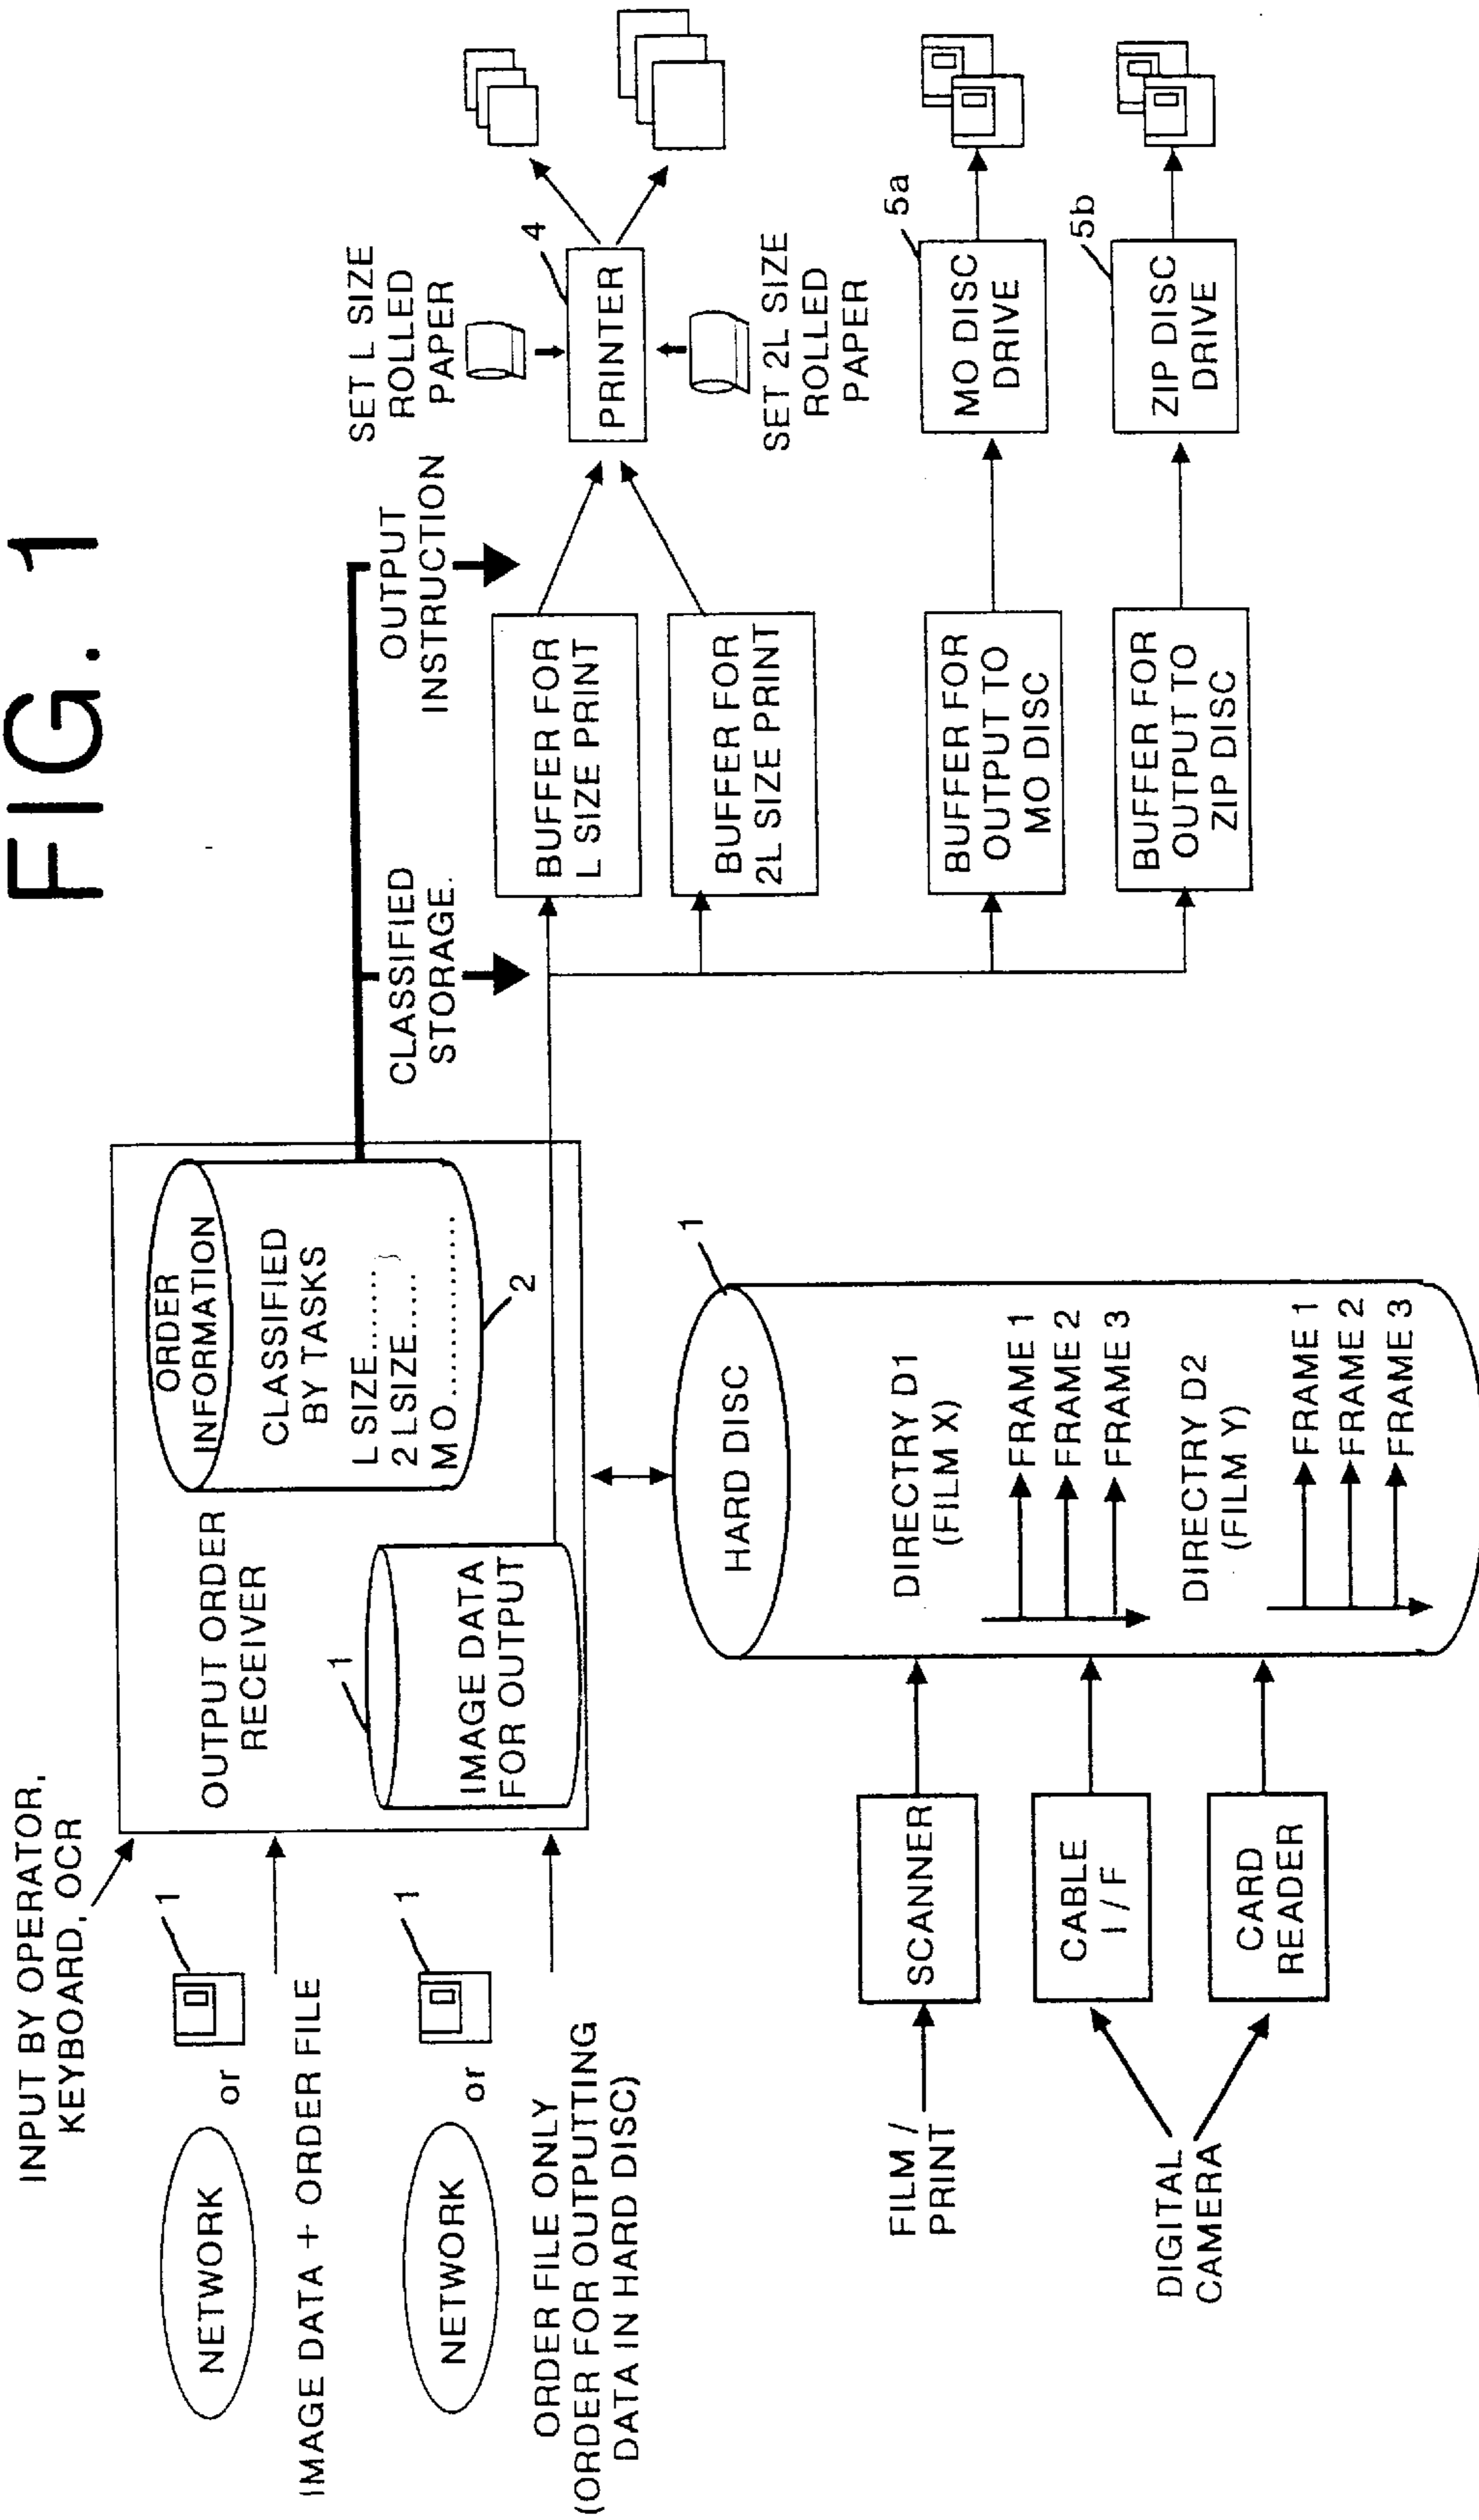 FIG. 1
INPUT BY OPERATOR,
KEYBOARD, OCR
NETWORK
or
1
IMAGE DATA + ORDER FILE
NETWORK
or
1
ORDER FILE ONLY
(ORDER FOR OUTPUTING
DATA IN HARD DISC)
OUTPUT ORDER
RECEIVER
1
IMAGE DATA
FOR OUTPUT
ORDER
INFORMATION
CLASSIFIED
BY TASKS
L SIZE.......
2 LSIZE.....
M O..............
2
CLASSIFIED
STORAGE.
OUTPUT
INSTRUCTION
BUFFER FOR
L SIZE PRINT
BUFFER FOR
2L SIZE PRINT
BUFFER FOR
OUTPUT TO
MO DISC
BUFFER FOR
OUTPUT TO
ZIP DISC
SET L SIZE
ROLLED
PAPER
4
PRINTER
SET 2L SIZE
ROLLED
PAPER
5a
MO DISC
DRIVE
5b
ZIP DISC
DRIVE
FILM /
PRINT
SCANNER
DIGITAL
CAMERA
CABLE
I / F
CARD
READER
1
HARD DISC
DIRECTRY D1
(FILM X)
FRAME 1
FRAME 2
FRAME 3
DIRECTRY D2
(FILM Y)
FRAME 1
FRAME 2
FRAME 3